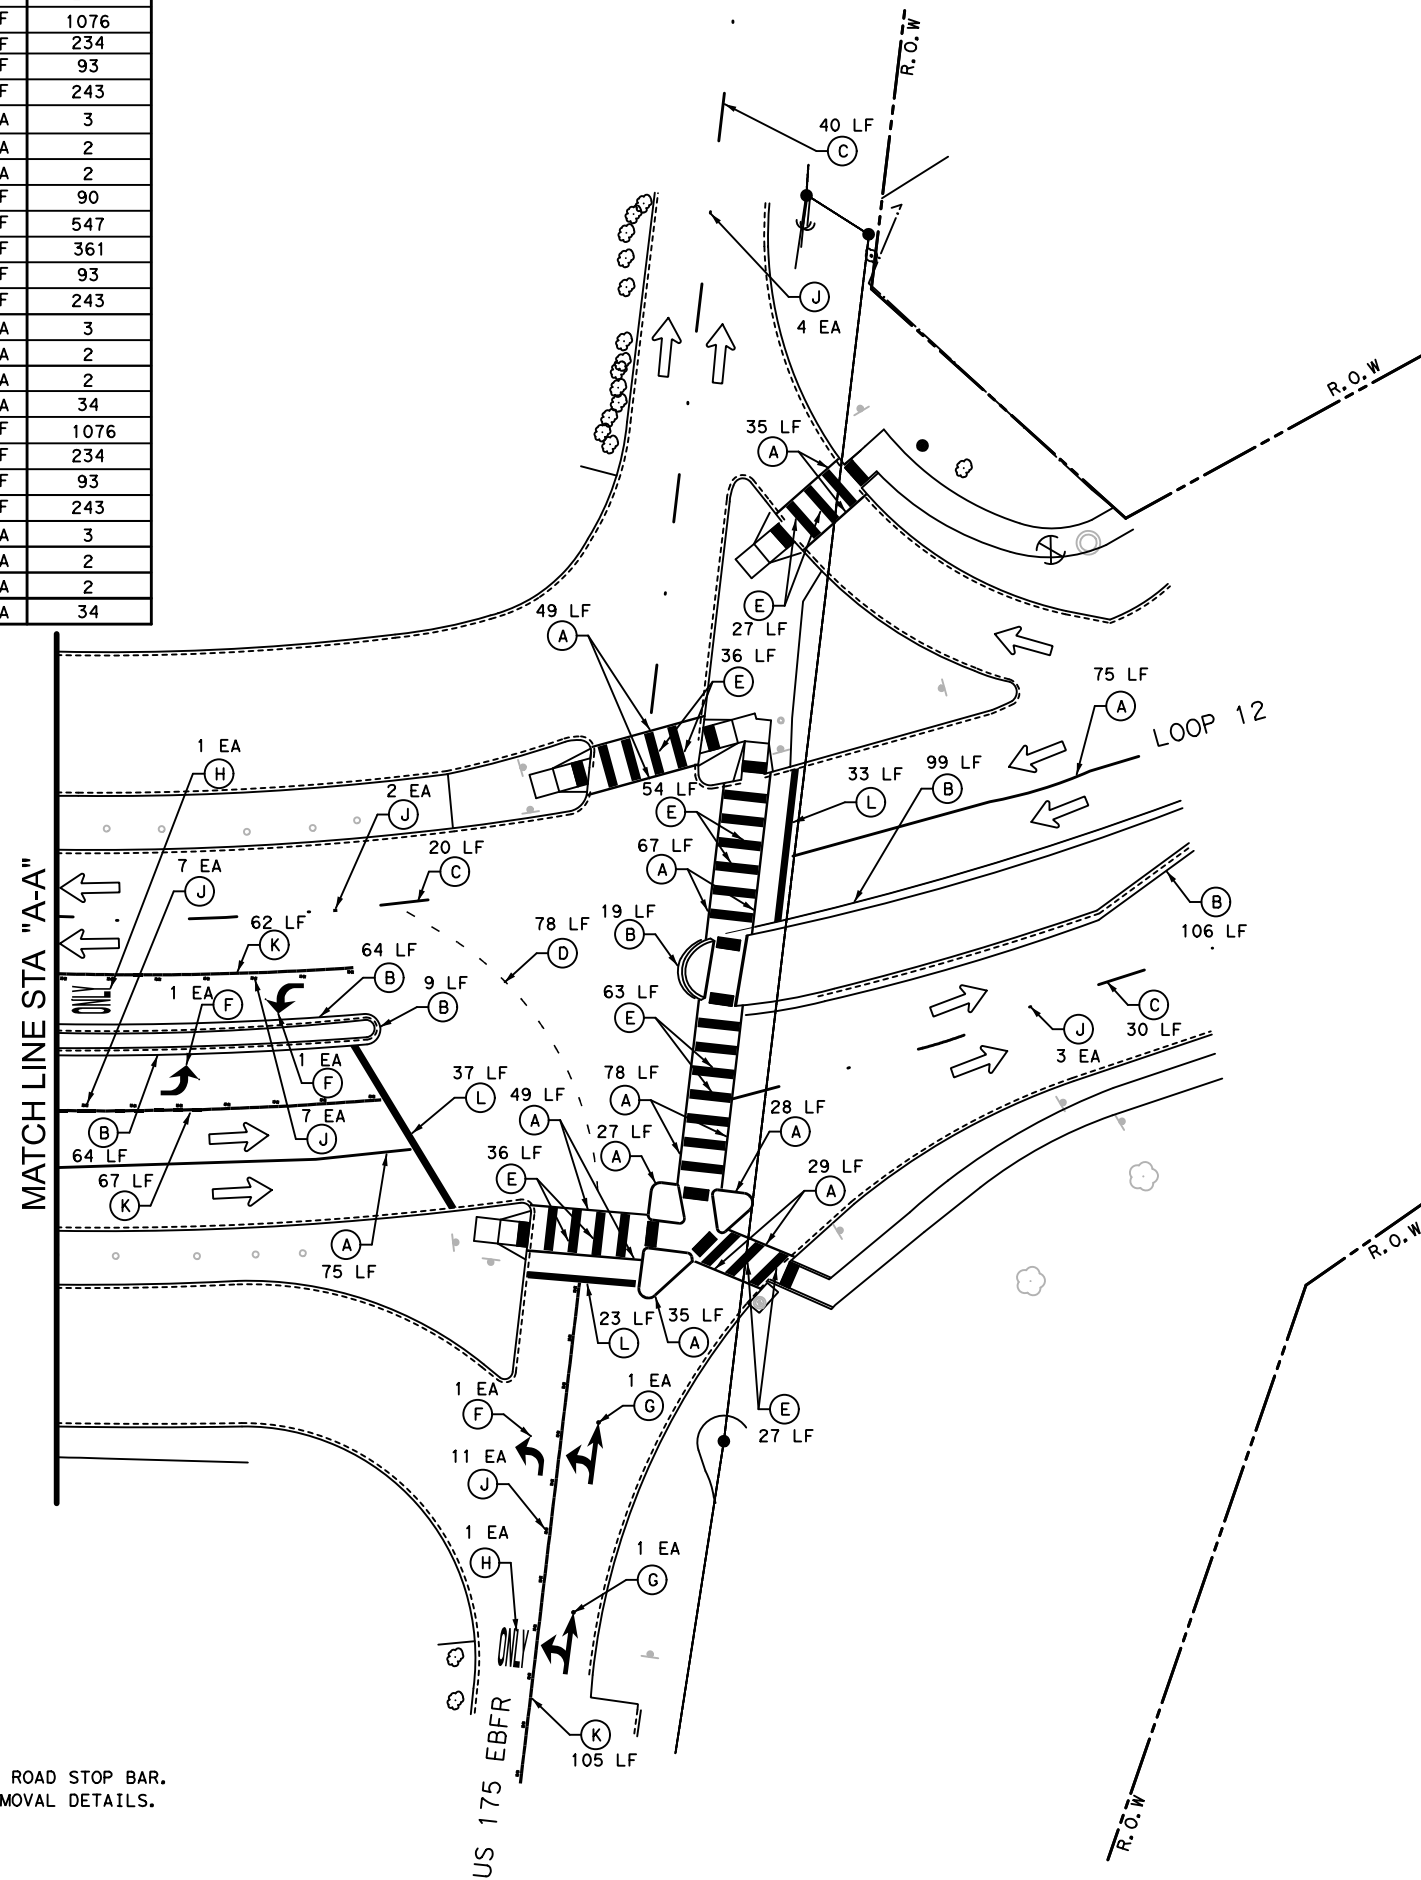 F 1076
F 234
F 93
F 243
A 3
A 2
A 2
F 90
F 547
F 361
F 93
F 243
A 3
A 2
A 2
A 34
F 1076
F 234
F 93
F 243
A 3
A 2
A 2
A 34
R.O.W
40 LF
C
J
4 EA
R.O.W
35 LF
A
E
27 LF
49 LF
A
36 LF
E
75 LF
A
LOOP 12
1 EA
H
2 EA
J
54 LF
E
33 LF
L
99 LF
B
7 EA
J
20 LF
C
67 LF
A
MATCH LINE STA "A-A"
62 LF
K
78 LF
D
19 LF
B
B
106 LF
64 LF
B
9 LF
B
1 EA
F
ONLY
63 LF
E
C
30 LF
J
3 EA
1 EA
F
37 LF
L
78 LF
A
28 LF
A
7 EA
J
B
64 LF
49 LF
A
27 LF
A
67 LF
K
36 LF
E
29 LF
A
A
75 LF
R.O.W
23 LF
L
35 LF
A
1 EA
F
1 EA
G
E
27 LF
11 EA
J
1 EA
H
1 EA
G
ONLY
K
105 LF
US 175 EBFR
ROAD STOP BAR.
MOVAL DETAILS.
R.O.W